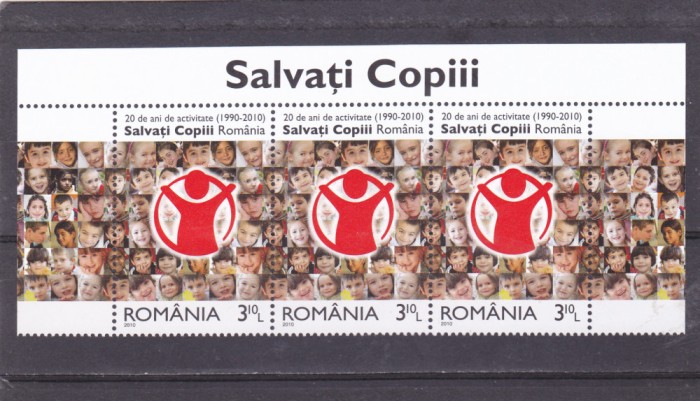 Salvați Copiii
20 de ani de activitate (1990-2010)
Salvați Copiii România
ROMÂNIA 3¹⁰L
2010
20 de ani de activitate (1990-2010)
Salvați Copiii România
ROMÂNIA 3¹⁰L
2010
20 de ani de activitate (1990-2010)
Salvați Copiii România
ROMÂNIA 3¹⁰L
2010